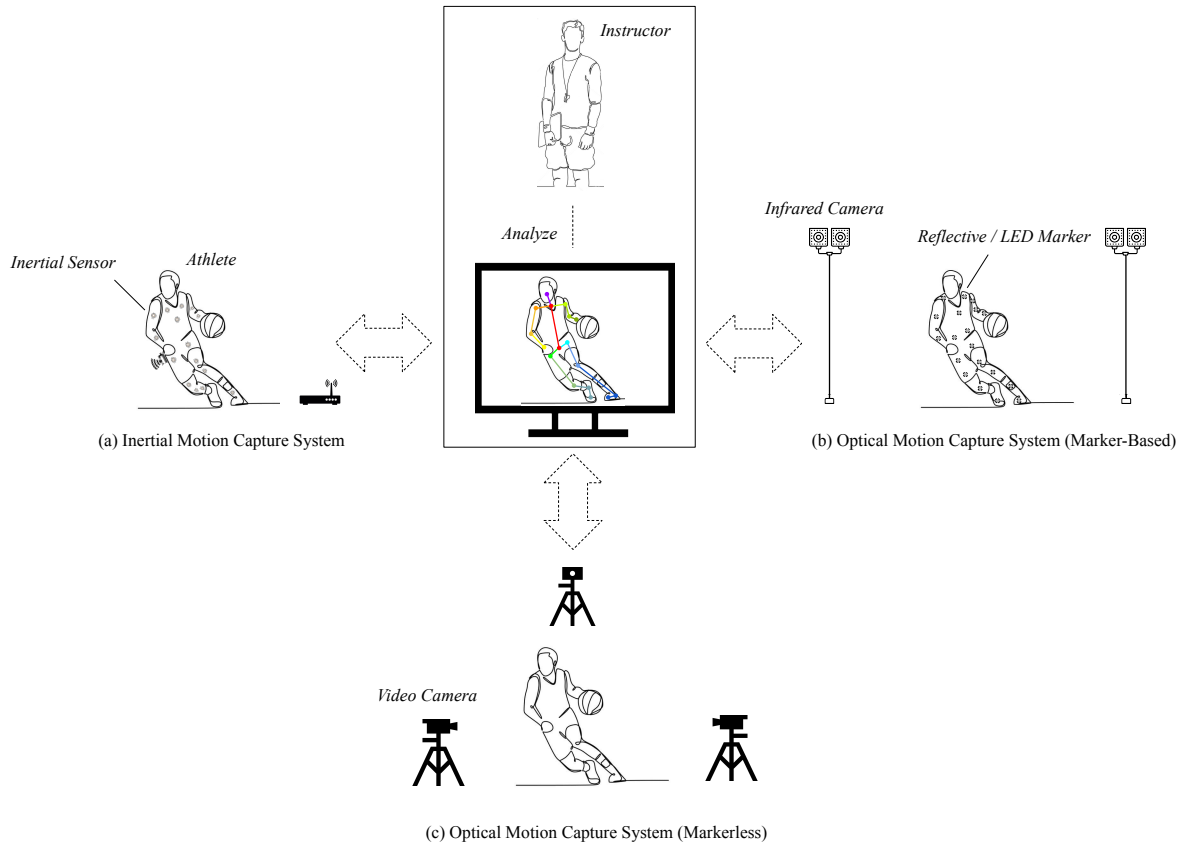 Instructor
Analyze
Inertial Sensor
Athlete
(a) Inertial Motion Capture System
Infrared Camera
Reflective / LED Marker
(b) Optical Motion Capture System (Marker-Based)
Video Camera
(c) Optical Motion Capture System (Markerless)